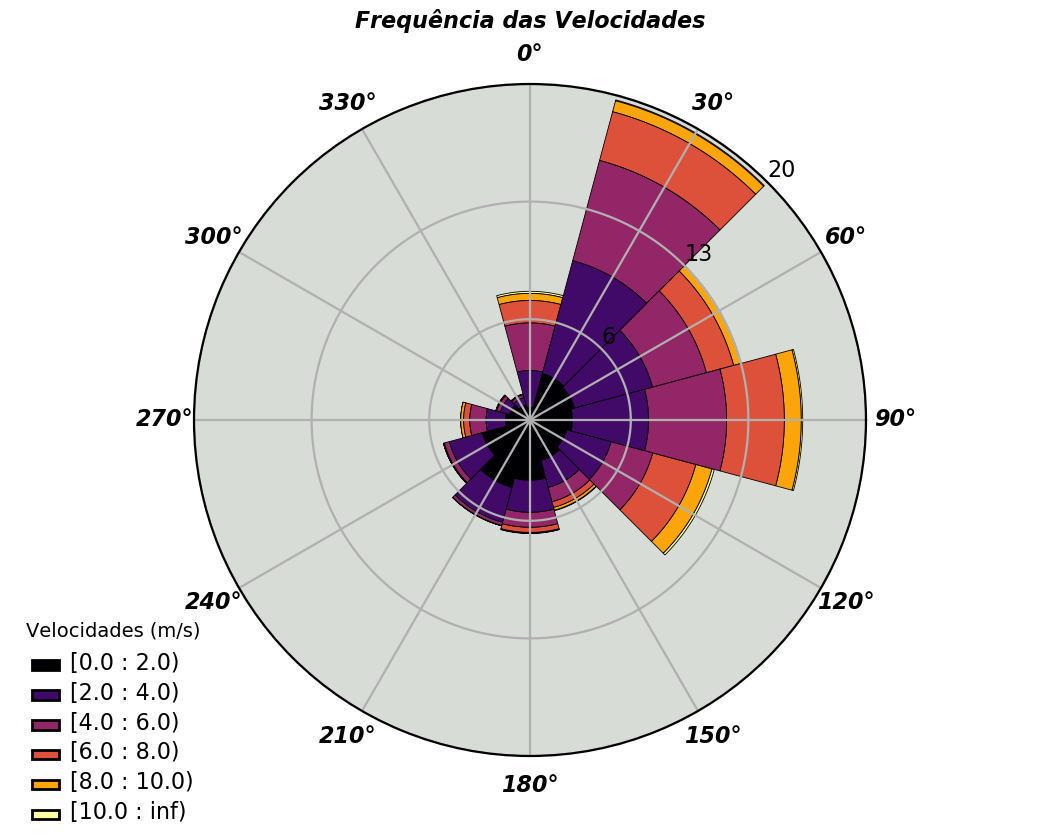 Frequência das Velocidades
0°
30°
60°
90°
120°
150°
180°
210°
240°
270°
300°
330°
20
13
6
Velocidades (m/s)
[0.0 : 2.0)
[2.0 : 4.0)
[4.0 : 6.0)
[6.0 : 8.0)
[8.0 : 10.0)
[10.0 : inf)